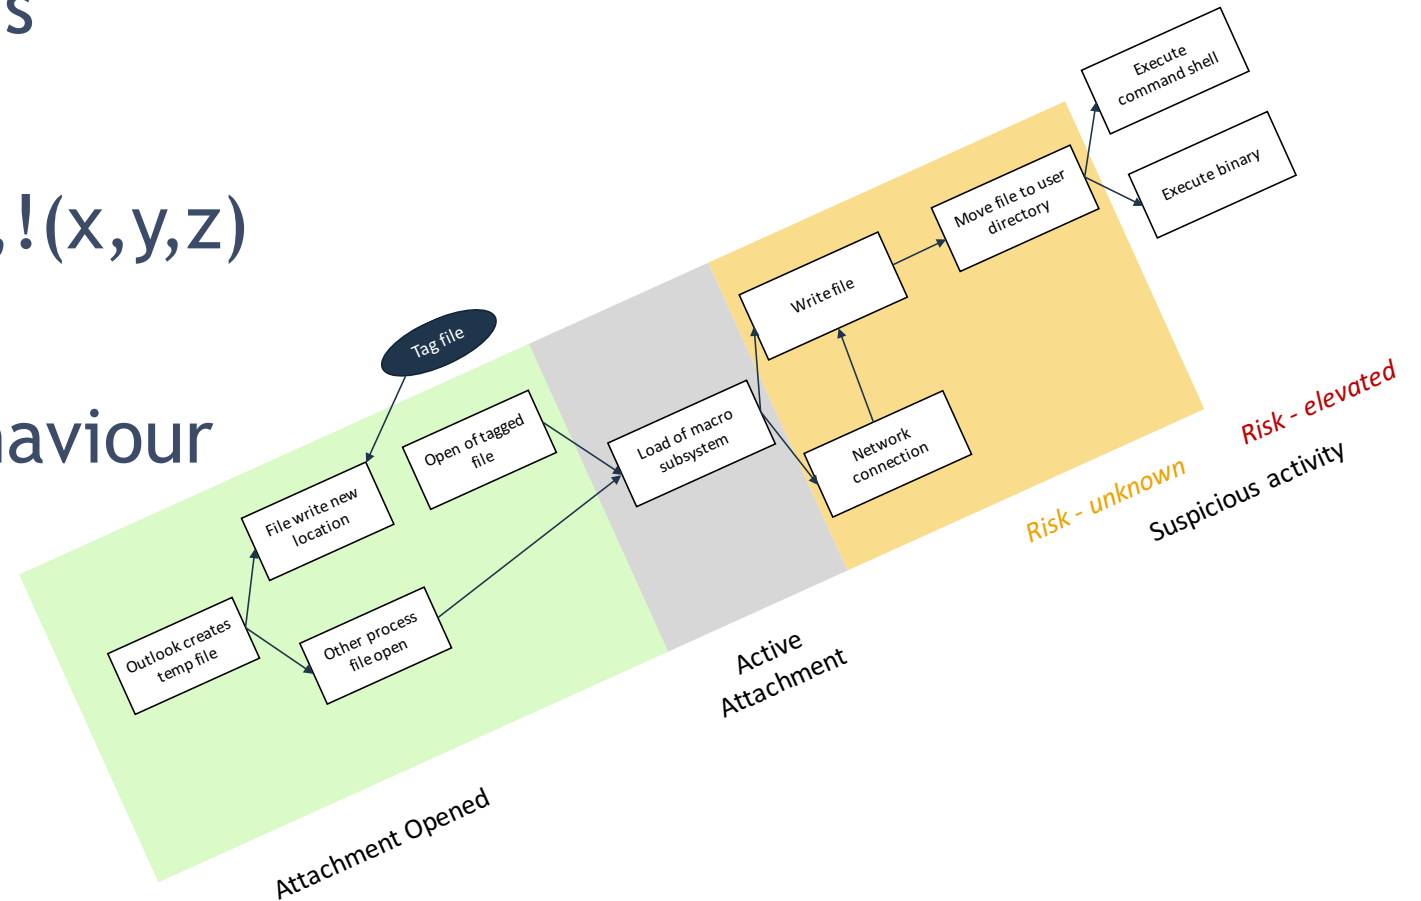 s
,!(x,y,z)
haviour
Tag file
Outlook creates
temp file
File write new
location
Other process
file open
Open of tagged
file
Load of macro
subsystem
Write file
Network
connection
Move file to user
directory
Execute
command shell
Execute binary
Attachment Opened
Active
Attachment
Risk - unknown
Suspicious activity
Risk - elevated